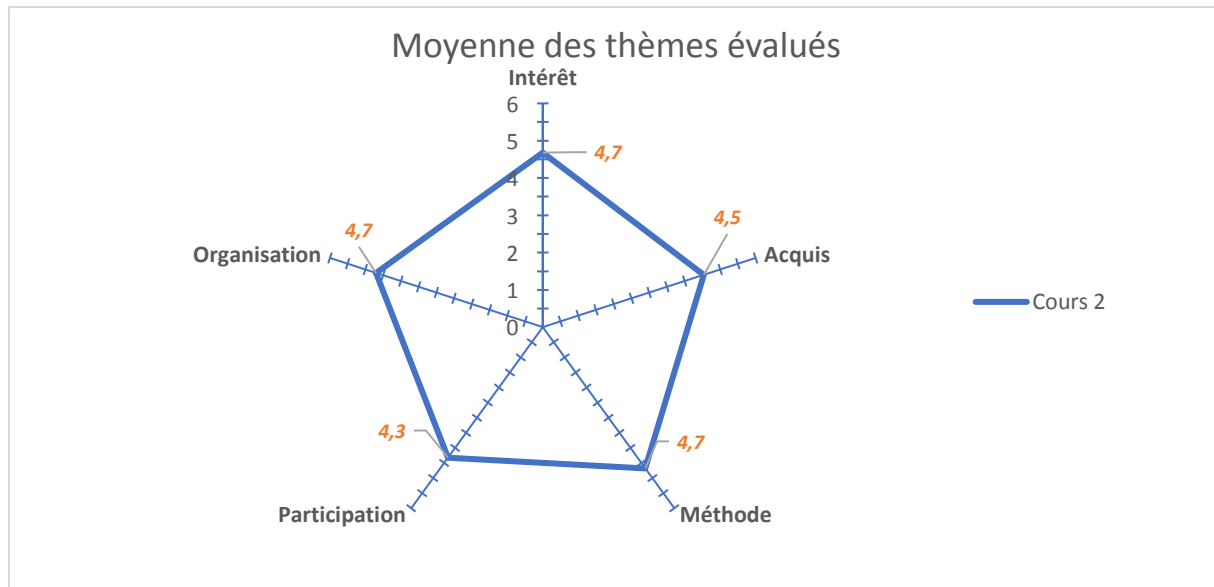 Moyenne des thèmes évalués
Intérêt
6
5
4,7
4
4,7
4,5
3
Organisation
Acquis
2
1
Cours 2
0
4,3
4,7
Participation
Méthode